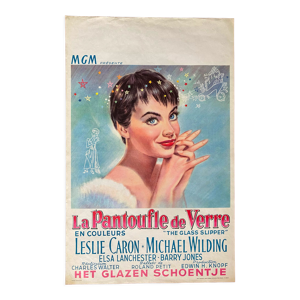 MGM
PRÉSENTE
La Pantoufle de Verre
EN COULEURS "THE GLASS SLIPPER"
LESLIE CARON · MICHAEL WILDING
ELSA LANCHESTER · BARRY JONES
CHARLES WALTER ROLAND PETIT EDWIN H. KNOPF
HET GLAZEN SCHOENTJE